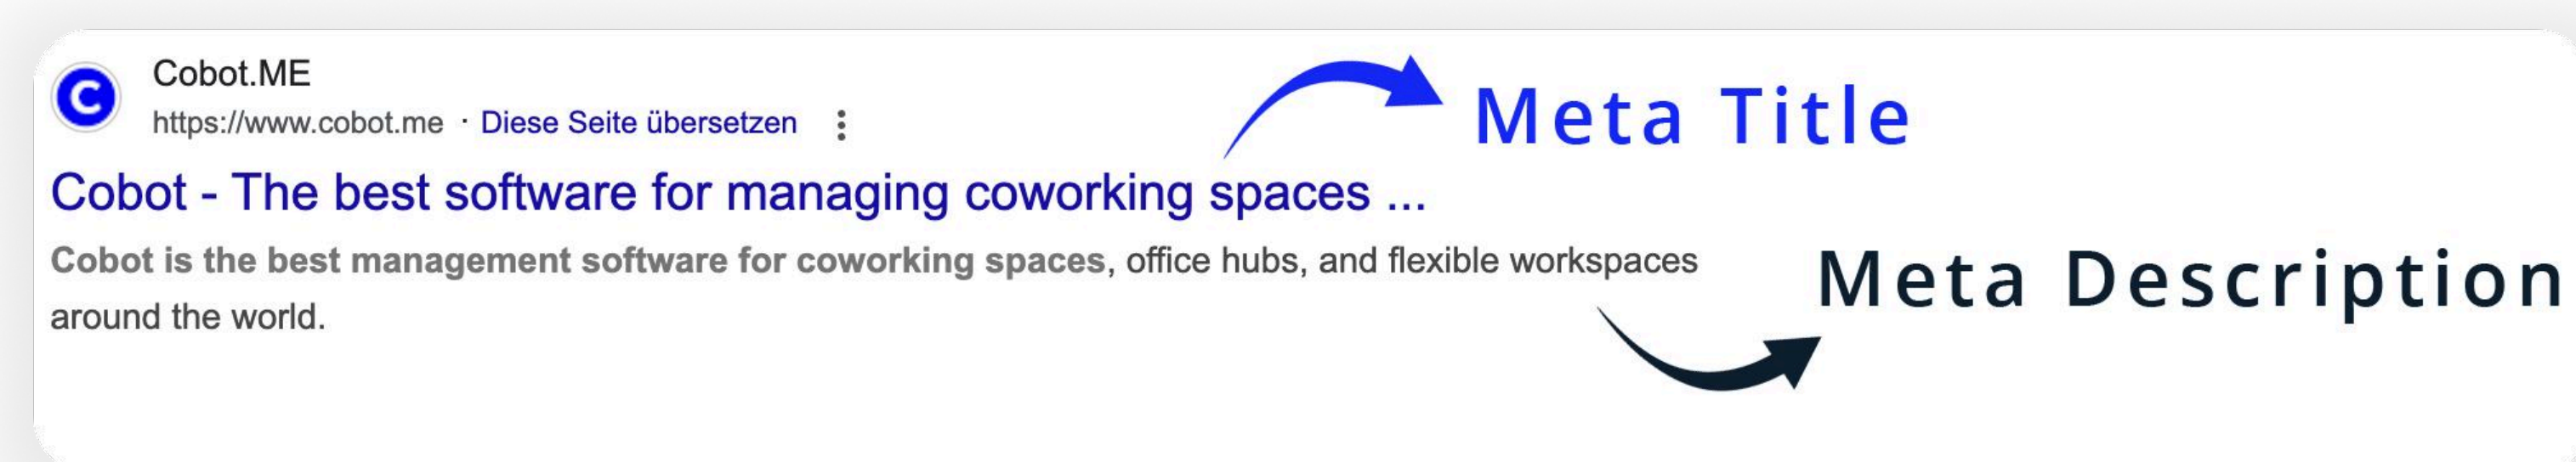 C
Cobot.ME
https://www.cobot.me · Diese Seite übersetzen
Meta Title
Cobot - The best software for managing coworking spaces ...
Cobot is the best management software for coworking spaces, office hubs, and flexible workspaces
around the world.
Meta Description